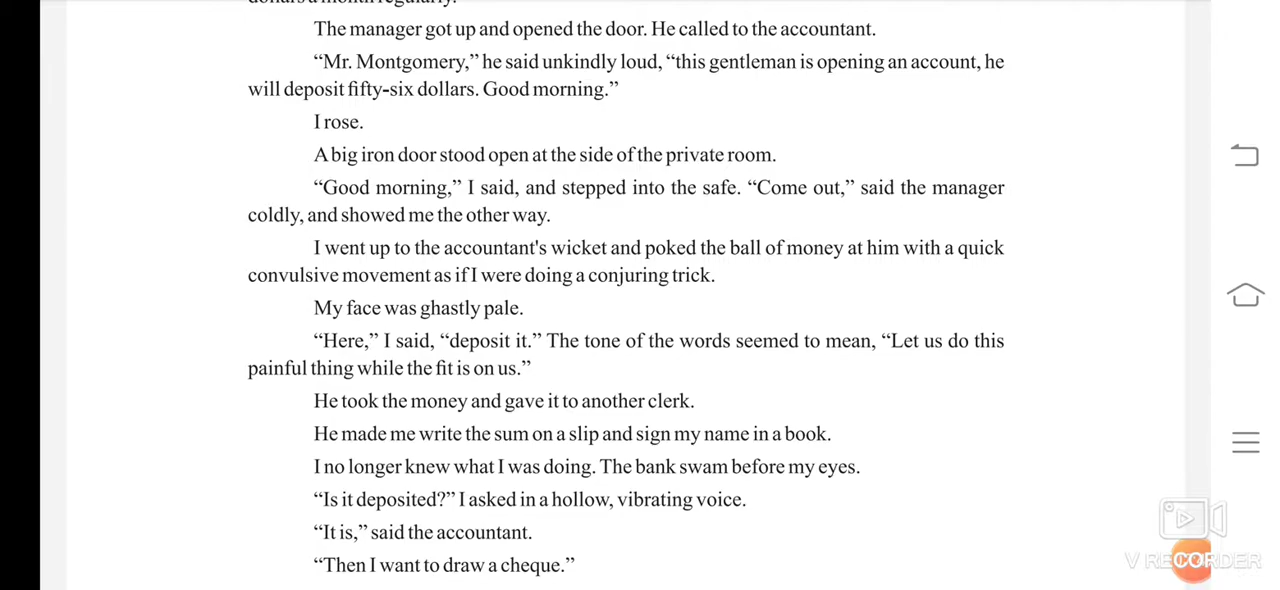 The manager got up and opened the door. He called to the accountant.
“Mr. Montgomery,” he said unkindly loud, “this gentleman is opening an account, he
will deposit fifty-six dollars. Good morning.”
I rose.
A big iron door stood open at the side of the private room.
“Good morning,” I said, and stepped into the safe. “Come out,” said the manager
coldly, and showed me the other way.
I went up to the accountant's wicket and poked the ball of money at him with a quick
convulsive movement as if I were doing a conjuring trick.
My face was ghastly pale.
“Here,” I said, “deposit it.” The tone of the words seemed to mean, “Let us do this
painful thing while the fit is on us.”
He took the money and gave it to another clerk.
He made me write the sum on a slip and sign my name in a book.
I no longer knew what I was doing. The bank swam before my eyes.
“Is it deposited?” I asked in a hollow, vibrating voice.
“It is,” said the accountant.
“Then I want to draw a cheque.”
V RECORDER